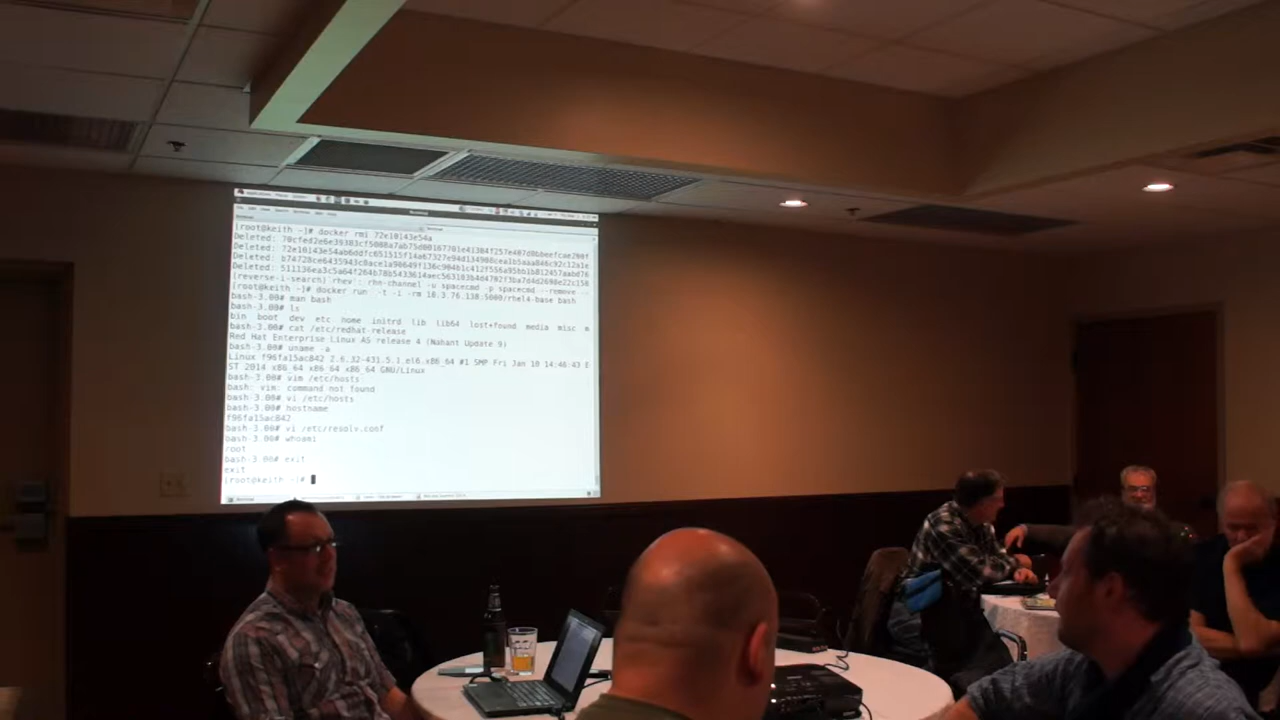 [root@keith ~]# docker rmi 72e10143e54a
Deleted:
Deleted:
Deleted:
Deleted:
(reverse-i-search) rhev': rhn-channel -u spacecmd -p spacecmd --remove --
[root@keith ~]# docker run -t -i -rm 10.3.76.138:5000/rhel4-base bash
bash-3.00# man bash
bash-3.00# ls
bin boot dev etc home initrd lib lib64 lost+found media misc m
bash-3.00# cat /etc/redhat-release
Red Hat Enterprise Linux AS release 4 (Nahant Update 9)
bash-3.00# uname -a
Linux f96fa15ac842 2.6.32-431.5.1.el6.x86_64 #1 SMP Fri Jan 10 14:46:43 E
ST 2014 x86_64 x86_64 x86_64 GNU/Linux
bash-3.00# vim /etc/hosts
bash: vim: command not found
bash-3.00# vi /etc/hosts
bash-3.00# hostname
f96fa15ac842
bash-3.00# vi /etc/resolv.conf
bash-3.00# whoami
/root
bash-3.00# exit
exit
[root@keith ~]#